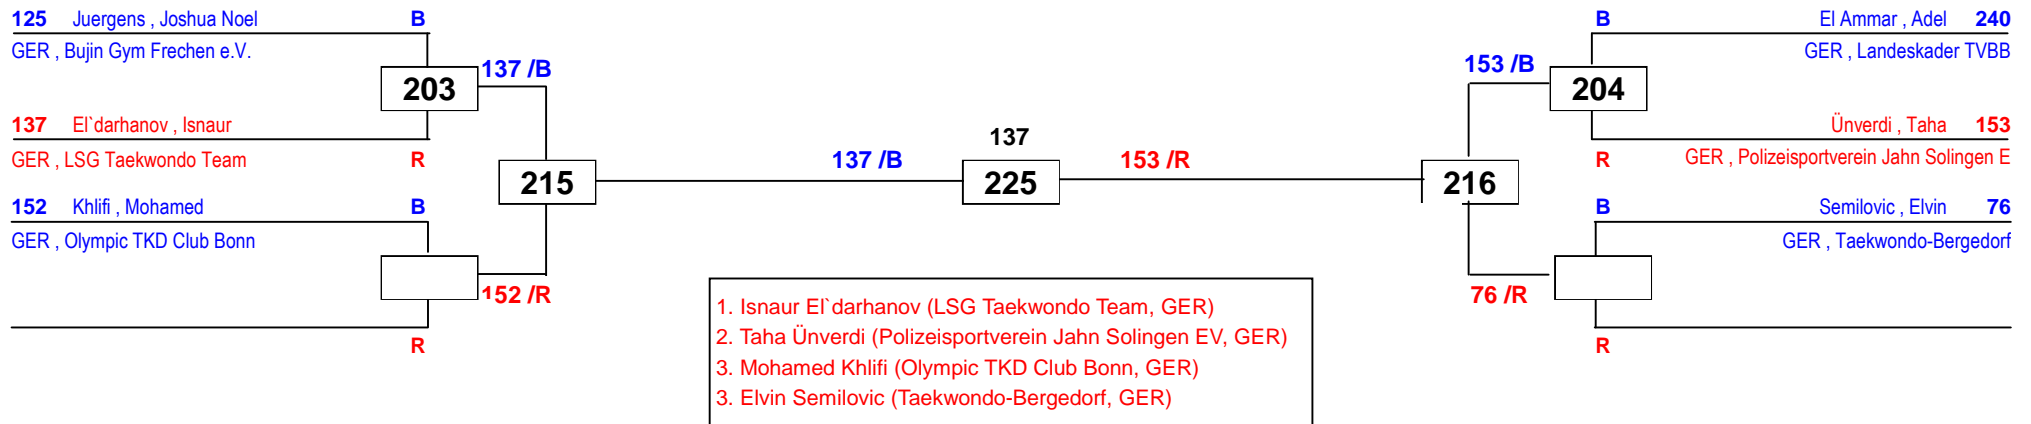 125 Juergens , Joshua Noel B
GER , Bujin Gym Frechen e.V.
203
137 /B
137 El`darhanov , Isnaur
GER , LSG Taekwondo Team R
215
152 Khlifi , Mohamed B
GER , Olympic TKD Club Bonn
152 /R
R
137 /B
137
225
153 /R
1. Isnaur El`darhanov (LSG Taekwondo Team, GER)
2. Taha Ünverdi (Polizeisportverein Jahn Solingen EV, GER)
3. Mohamed Khlifi (Olympic TKD Club Bonn, GER)
3. Elvin Semilovic (Taekwondo-Bergedorf, GER)
B El Ammar , Adel 240
GER , Landeskader TVBB
153 /B
204
Ünverdi , Taha 153
R GER , Polizeisportverein Jahn Solingen E
216
B Semilovic , Elvin 76
GER , Taekwondo-Bergedorf
76 /R
R